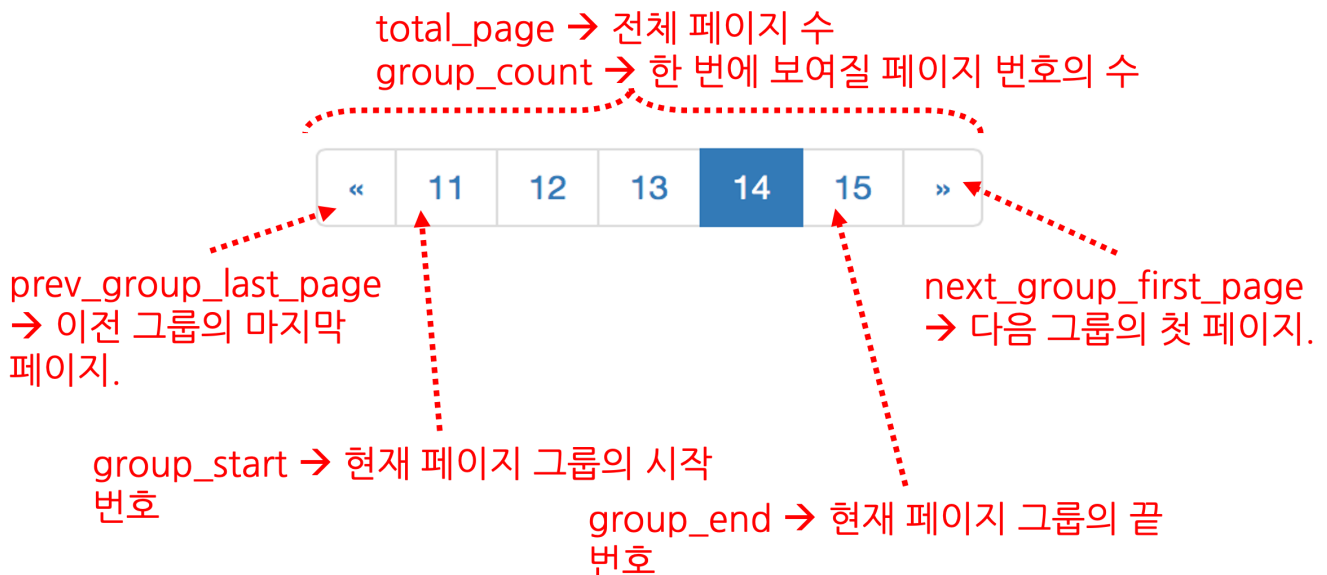 total_page → 전체 페이지 수
group_count → 한 번에 보여질 페이지 번호의 수
« 11 12 13 14 15 »
prev_group_last_page
→ 이전 그룹의 마지막
페이지.
next_group_first_page
→ 다음 그룹의 첫 페이지.
group_start → 현재 페이지 그룹의 시작
번호
group_end → 현재 페이지 그룹의 끝
번호